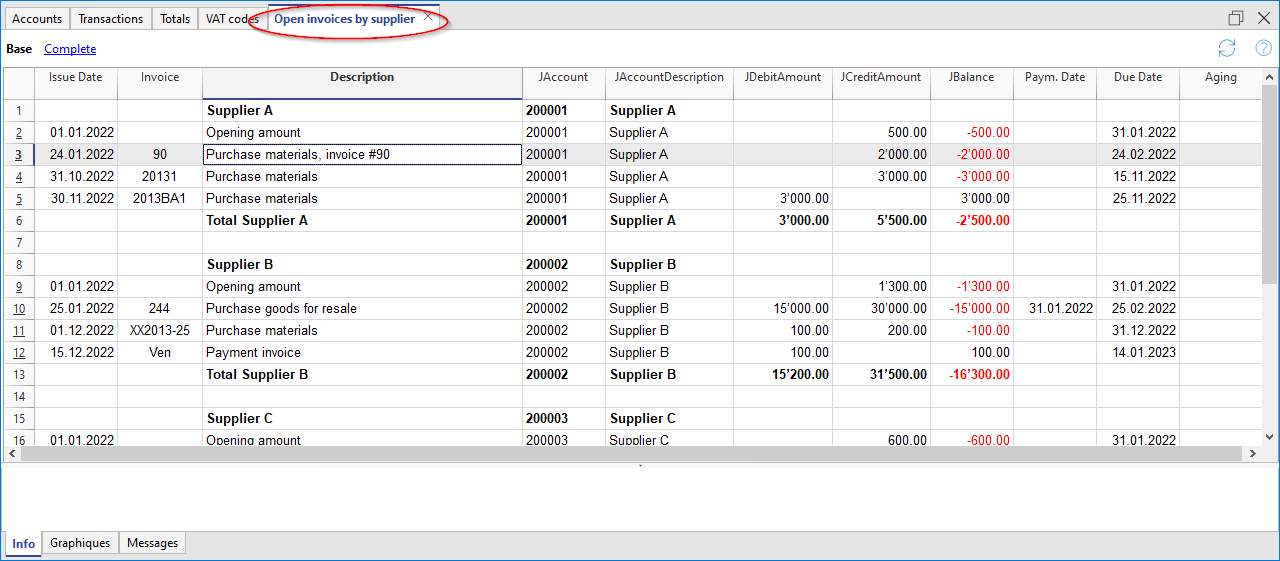 Accounts Transactions Totals VAT codes Open invoices by supplier
Base Complete
Issue Date Invoice Description JAccount JAccountDescription JDebitAmount JCreditAmount JBalance Paym. Date Due Date Aging
1 Supplier A 200001 Supplier A
2 01.01.2022 Opening amount 200001 Supplier A 500.00 -500.00 31.01.2022
3 24.01.2022 90 Purchase materials, invoice #90 200001 Supplier A 2'000.00 -2'000.00 24.02.2022
4 31.10.2022 20131 Purchase materials 200001 Supplier A 3'000.00 -3'000.00 15.11.2022
5 30.11.2022 2013BA1 Purchase materials 200001 Supplier A 3'000.00 3'000.00 25.11.2022
6 Total Supplier A 200001 Supplier A 3'000.00 5'500.00 -2'500.00
7
8 Supplier B 200002 Supplier B
9 01.01.2022 Opening amount 200002 Supplier B 1'300.00 -1'300.00 31.01.2022
10 25.01.2022 244 Purchase goods for resale 200002 Supplier B 15'000.00 30'000.00 -15'000.00 31.01.2022 25.02.2022
11 01.12.2022 XX2013-25 Purchase materials 200002 Supplier B 100.00 200.00 -100.00 31.12.2022
12 15.12.2022 Ven Payment invoice 200002 Supplier B 100.00 100.00 14.01.2023
13 Total Supplier B 200002 Supplier B 15'200.00 31'500.00 -16'300.00
14
15 Supplier C 200003 Supplier C
16 01.01.2022 Opening amount 200003 Supplier C 600.00 -600.00 31.01.2022
Info Graphiques Messages